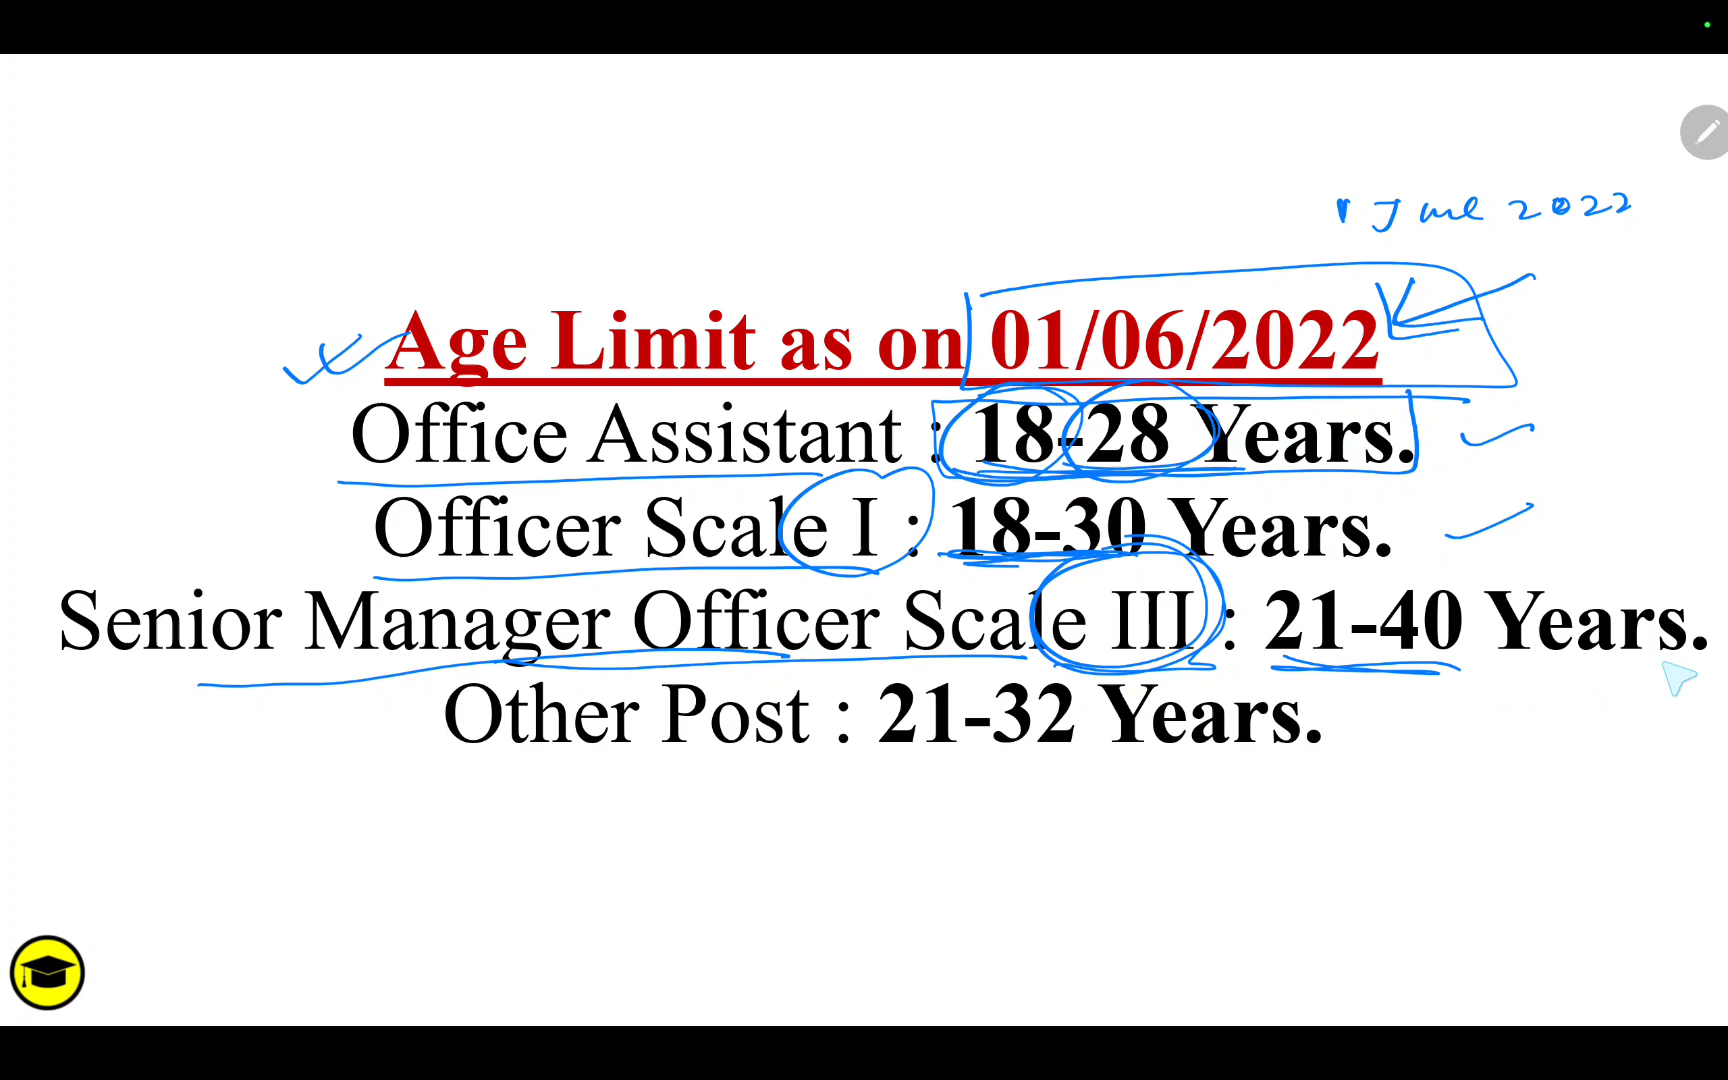 1 June 2022
Age Limit as on 01/06/2022
Office Assistant : 18-28 Years.
Officer Scale I : 18-30 Years.
Senior Manager Officer Scale III : 21-40 Years.
Other Post : 21-32 Years.